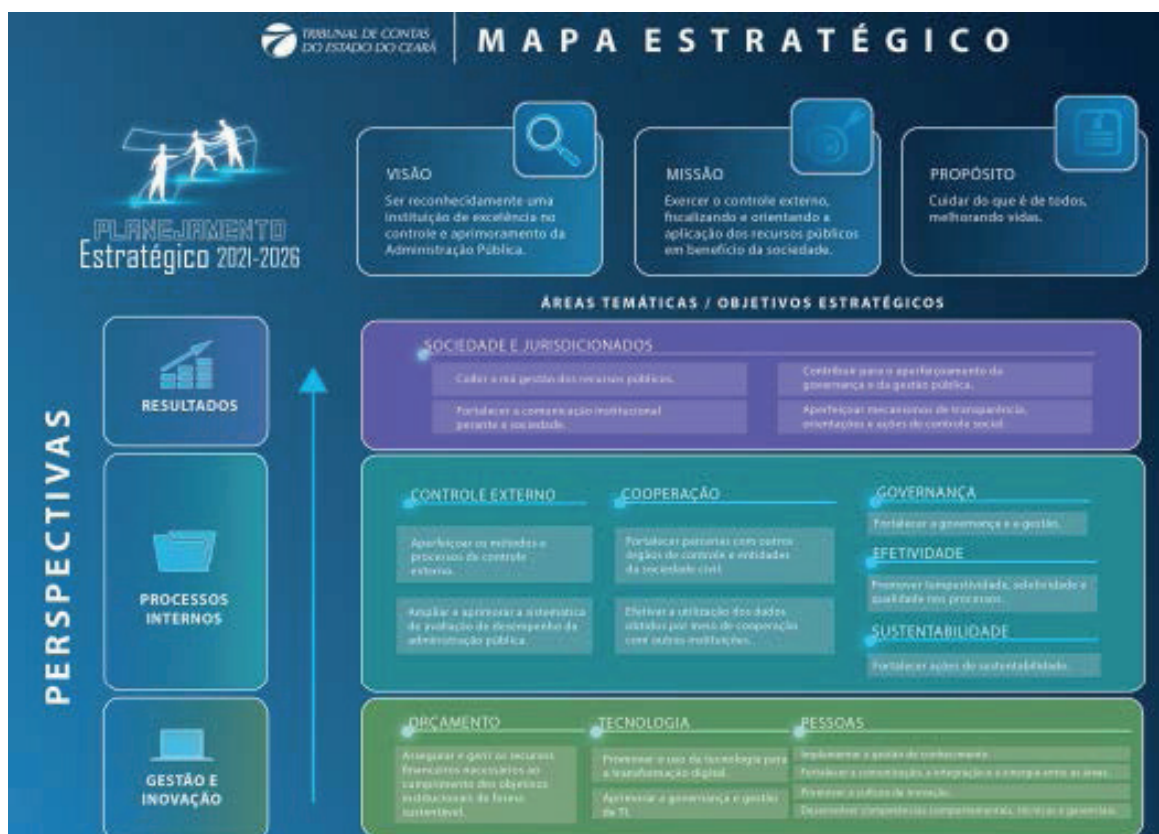 TRIBUNAL DE CONTAS
DO ESTADO DO CEARÁ
MAPA ESTRATÉGICO
PLANEJAMENTO
Estratégico 2021-2026
VISÃO
Ser reconhecidamente uma
instituição de excelência no
controle e aprimoramento da
Administração Pública.
MISSÃO
Exercer o controle externo,
fiscalizando e orientando a
aplicação dos recursos públicos
em benefício da sociedade.
PROPÓSITO
Cuidar do que é de todos,
melhorando vidas.
ÁREAS TEMÁTICAS / OBJETIVOS ESTRATÉGICOS
PERSPECTIVAS
RESULTADOS
SOCIEDADE E JURISDICIONADOS
Coibir a má gestão dos recursos públicos.
Fortalecer a comunicação institucional
perante a sociedade.
Contribuir para o aperfeiçoamento da
governança e da gestão pública.
Aperfeiçoar mecanismos de transparência,
orientações e ações de controle social.
PROCESSOS
INTERNOS
CONTROLE EXTERNO
Aperfeiçoar os métodos e
processos de controle
externo.
Ampliar e aprimorar a sistemática
de avaliação de desempenho da
administração pública.
COOPERAÇÃO
Fortalecer parcerias com outros
órgãos de controle e entidades
da sociedade civil.
Efetivar a utilização dos dados
obtidos por meio de cooperação
com outras instituições.
GOVERNANÇA
Fortalecer a governança e a gestão.
EFETIVIDADE
Promover tempestividade, seletividade e
qualidade nos processos.
SUSTENTABILIDADE
Fortalecer ações de sustentabilidade.
GESTÃO E
INOVAÇÃO
ORÇAMENTO
Assegurar e gerir os recursos
financeiros necessários ao
cumprimento dos objetivos
institucionais de forma
sustentável.
TECNOLOGIA
Promover o uso da tecnologia para
a transformação digital.
Aprimorar a governança e gestão
de TI.
PESSOAS
Implementar a gestão do conhecimento.
Fortalecer a comunicação, a integração e a sinergia entre as áreas.
Promover a cultura da inovação.
Desenvolver competências comportamentais, técnicas e gerenciais.